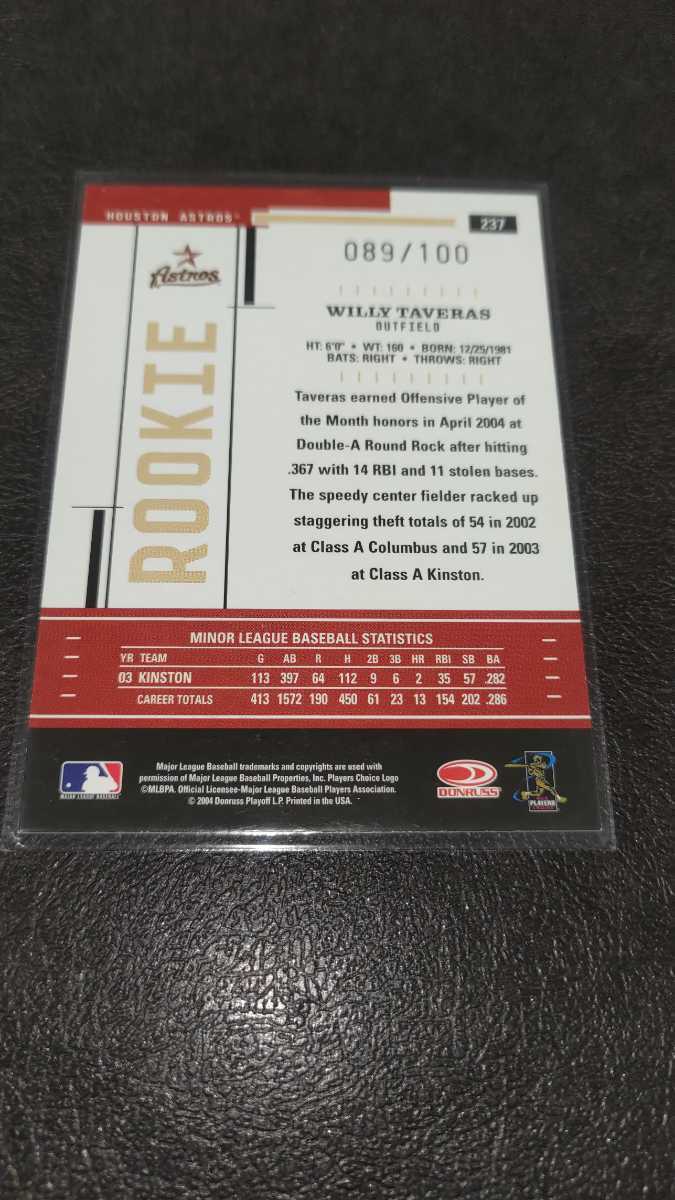 HOUSTON ASTROS
237
089/100
Astros
ROOKIE
WILLY TAVERAS
OUTFIELD
HT: 6'0" • WT: 160 • BORN: 12/25/1981
BATS: RIGHT • THROWS: RIGHT
Taveras earned Offensive Player of
the Month honors in April 2004 at
Double-A Round Rock after hitting
.367 with 14 RBI and 11 stolen bases.
The speedy center fielder racked up
staggering theft totals of 54 in 2002
at Class A Columbus and 57 in 2003
at Class A Kinston.
MINOR LEAGUE BASEBALL STATISTICS
YR TEAM G AB R H 2B 3B HR RBI SB BA
03 KINSTON 113 397 64 112 9 6 2 35 57 .282
CAREER TOTALS 413 1572 190 450 61 23 13 154 202 .286
Major League Baseball trademarks and copyrights are used with
permission of Major League Baseball Properties, Inc. Players Choice Logo
©MLBPA. Official Licensee-Major League Baseball Players Association.
© 2004 Donruss Playoff L.P. Printed in the USA.
MAJOR LEAGUE BASEBALL
DONRUSS
PLAYERS